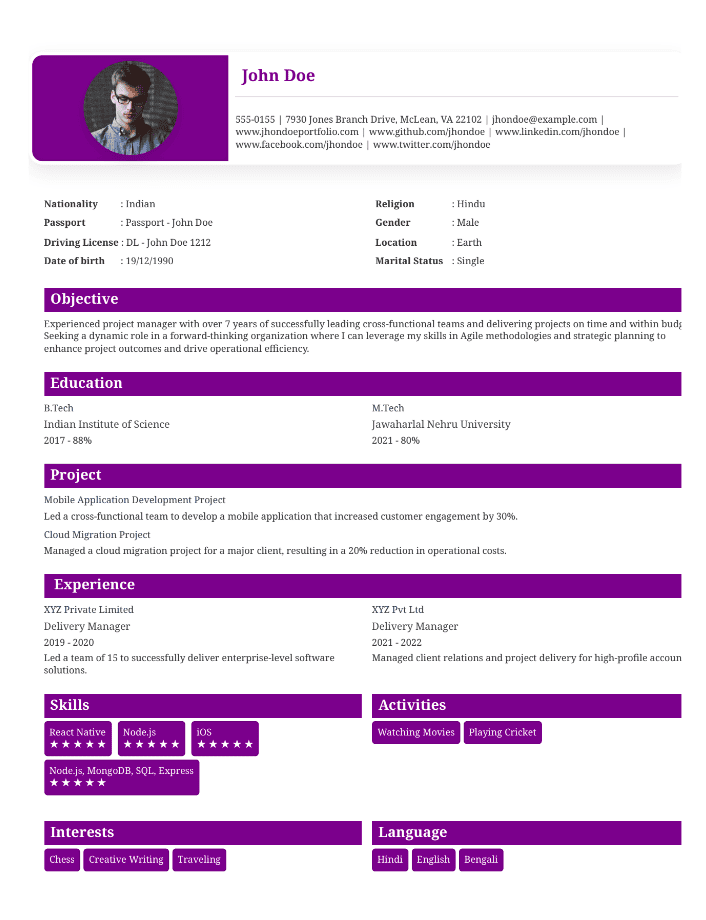 John Doe
555-0155 | 7930 Jones Branch Drive, McLean, VA 22102 | jhondoe@example.com |
www.jhondoeportfolio.com | www.github.com/jhondoe | www.linkedin.com/jhondoe |
www.facebook.com/jhondoe | www.twitter.com/jhondoe
Nationality : Indian
Religion : Hindu
Passport : Passport - John Doe
Gender : Male
Driving License : DL - John Doe 1212
Location : Earth
Date of birth : 19/12/1990
Marital Status : Single
Objective
Experienced project manager with over 7 years of successfully leading cross-functional teams and delivering projects on time and within
Seeking a dynamic role in a forward-thinking organization where I can leverage my skills in Agile methodologies and strategic planning to
enhance project outcomes and drive operational efficiency.
Education
B.Tech
Indian Institute of Science
2017 - 88%
M.Tech
Jawaharlal Nehru University
2021 - 80%
Project
Mobile Application Development Project
Led a cross-functional team to develop a mobile application that increased customer engagement by 30%.
Cloud Migration Project
Managed a cloud migration project for a major client, resulting in a 20% reduction in operational costs.
Experience
XYZ Private Limited
Delivery Manager
2019 - 2020
Led a team of 15 to successfully deliver enterprise-level software
solutions.
XYZ Pvt Ltd
Delivery Manager
2021 - 2022
Managed client relations and project delivery for high-profile accoun
Skills
React Native
★★★★★
Node.js
★★★★★
iOS
★★★★★
Node.js, MongoDB, SQL, Express
★★★★★
Activities
Watching Movies
Playing Cricket
Interests
Chess
Creative Writing
Traveling
Language
Hindi
English
Bengali